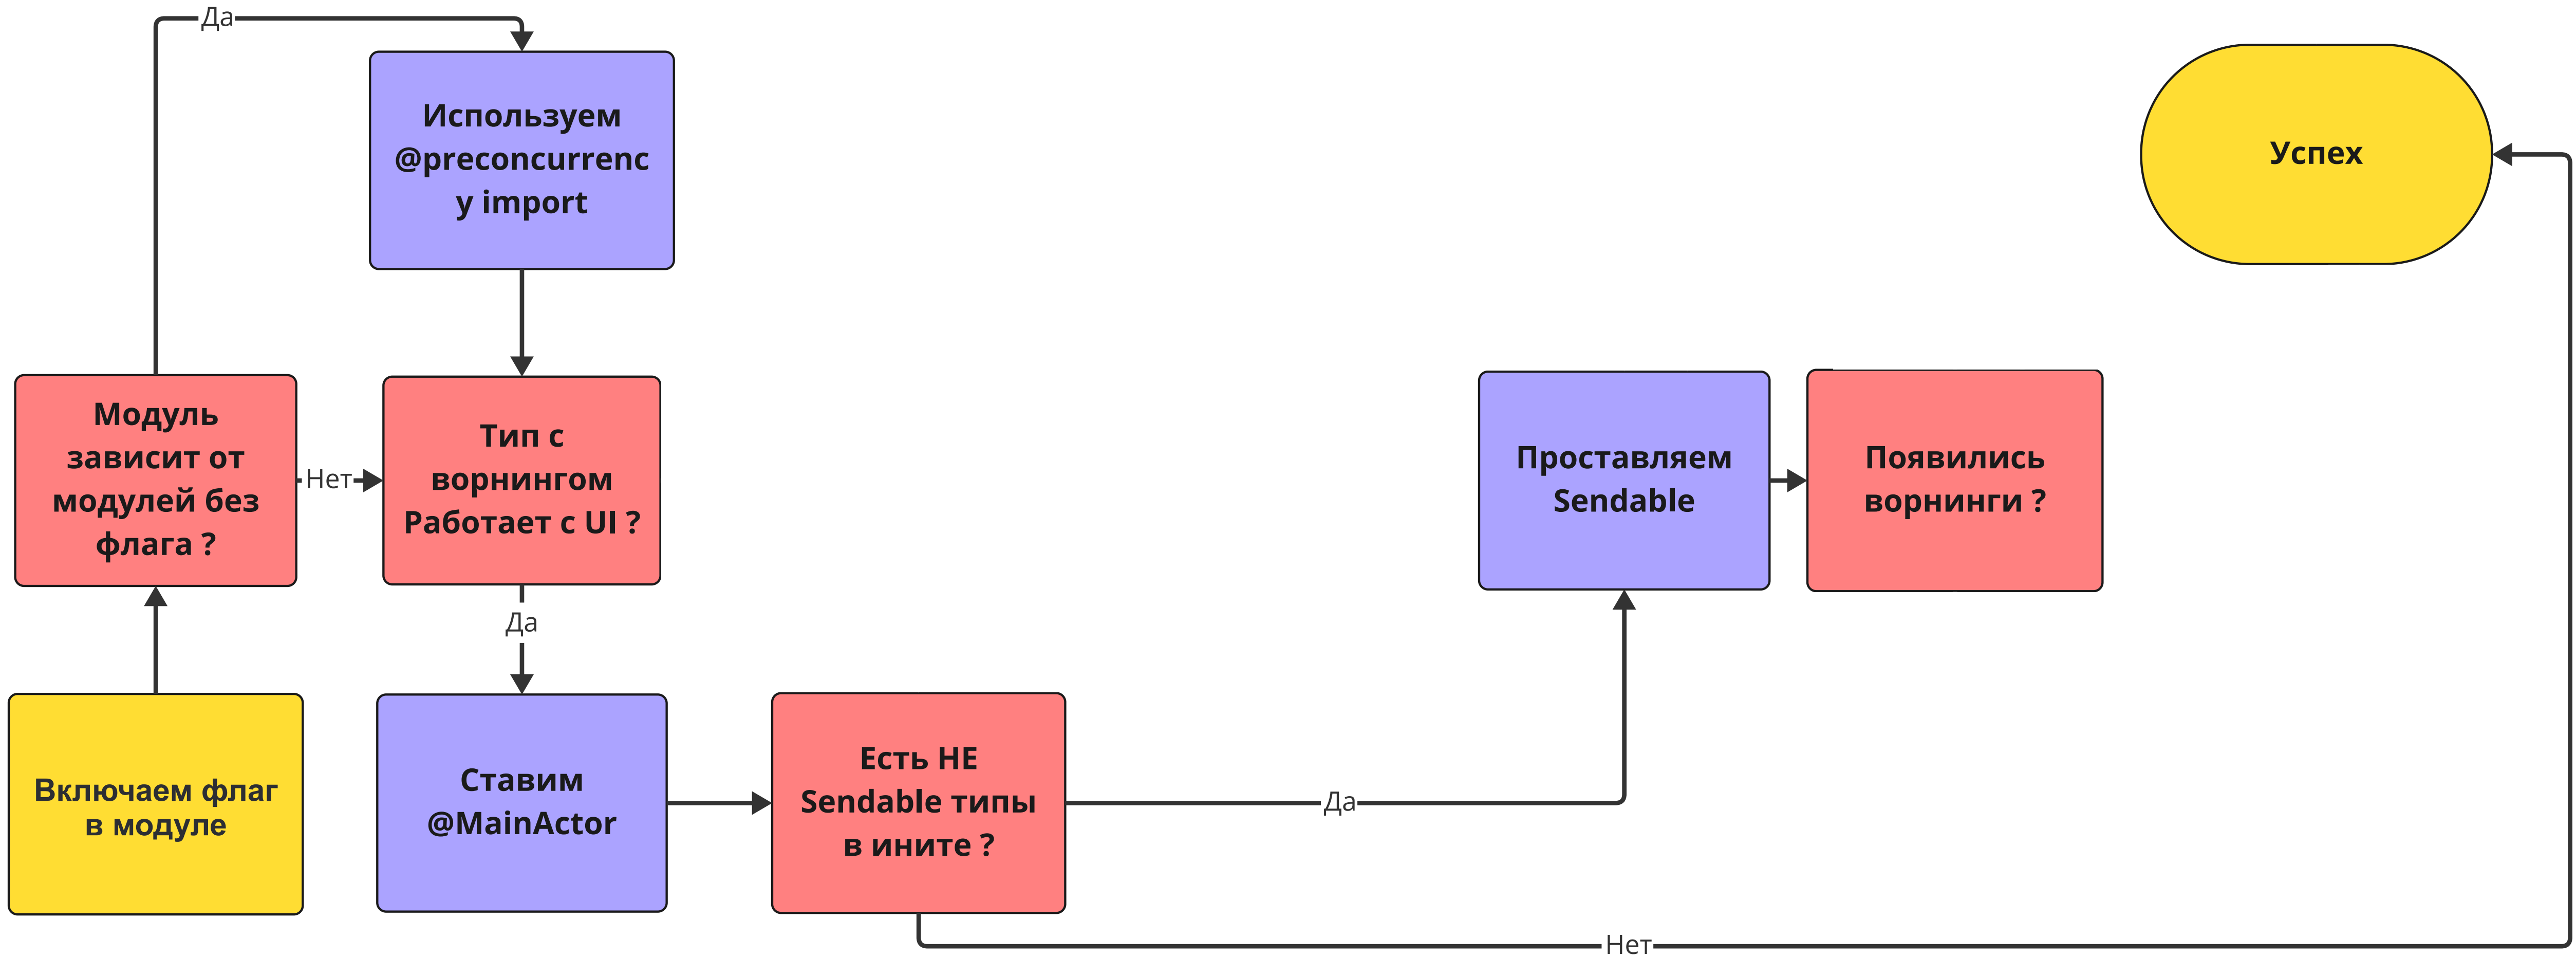 Да
Используем
@preconcurrenc
y import
Успех
Модуль
зависит от
модулей без
флага ?
Нет
Тип с
ворнингом
Работает с UI ?
Проставляем
Sendable
Появились
ворнинги ?
Да
Включаем флаг
в модуле
Ставим
@MainActor
Есть НЕ
Sendable типы
в ините ?
Да
Нет